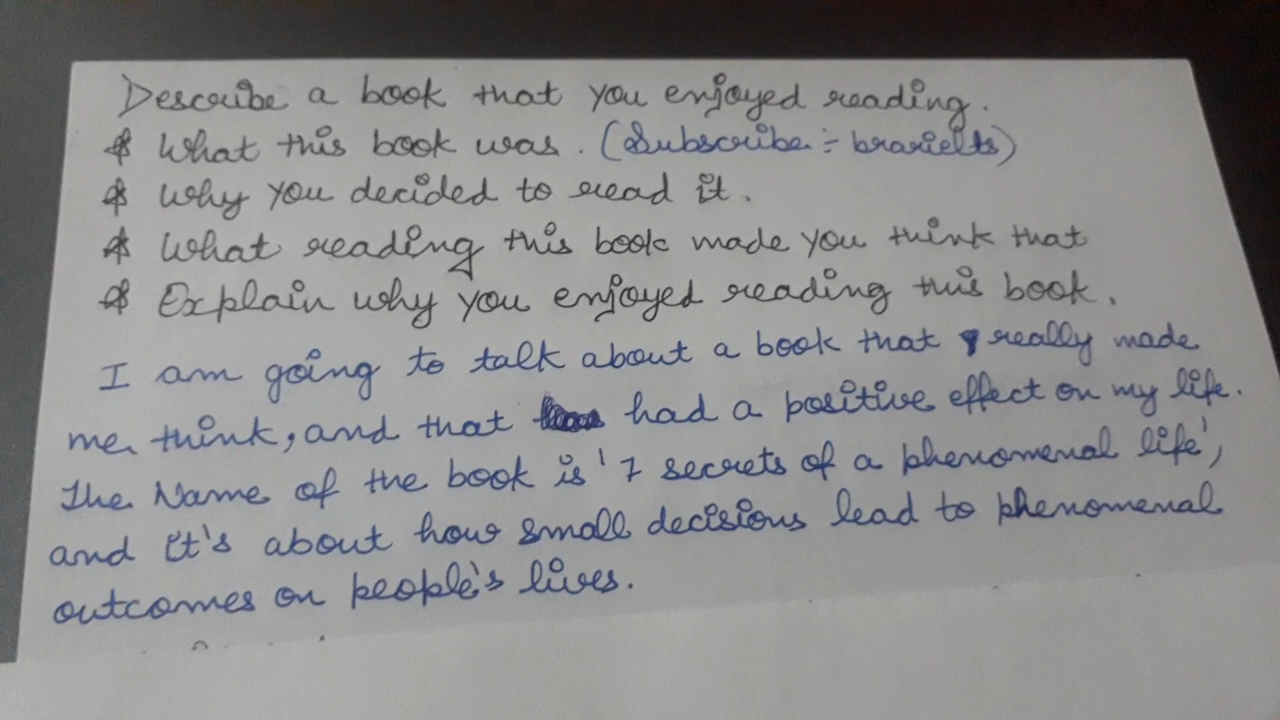 Describe a book that you enjoyed reading.
* What this book was. (Subscribe :- brarielts)
* Why you decided to read it.
* What reading this book made you think that
* Explain why you enjoyed reading this book.
I am going to talk about a book that really made
me think, and that had a positive effect on my life.
The Name of the book is '7 secrets of a phenomenal life',
and it's about how small decisions lead to phenomenal
outcomes on people's lives.